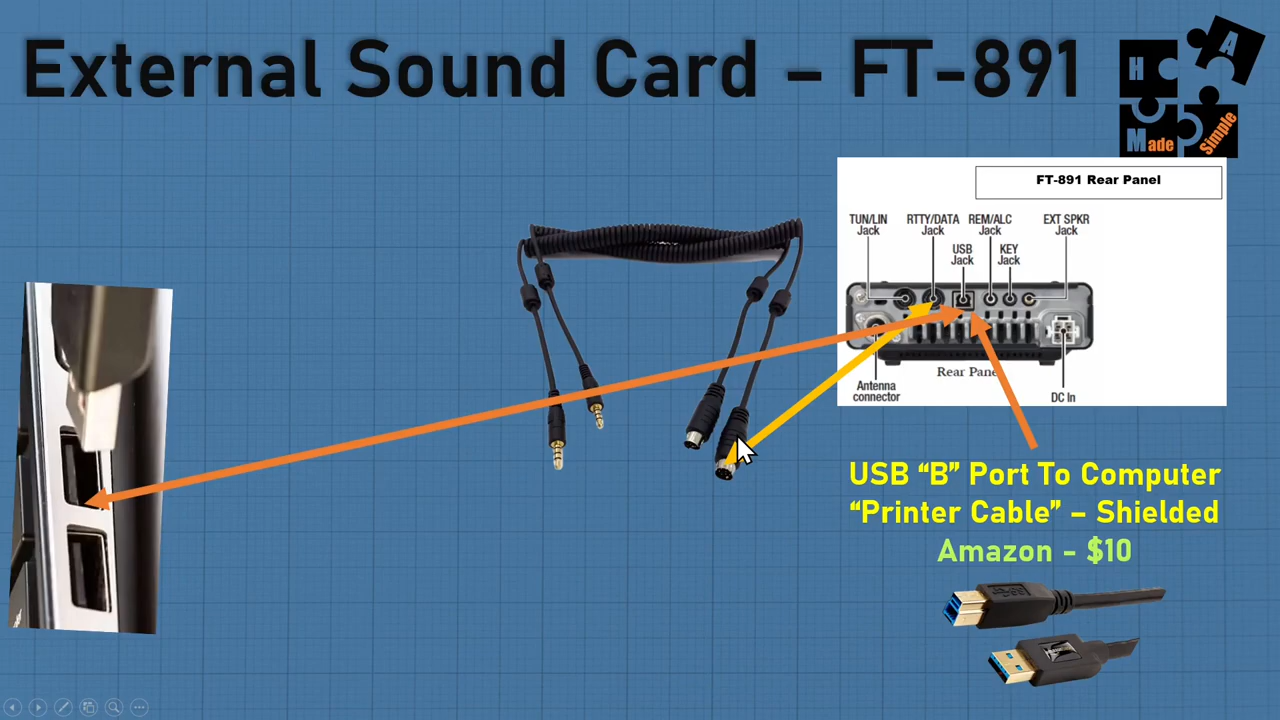 External Sound Card – FT-891
H A
Made Simple
FT-891 Rear Panel
TUN/LIN Jack
RTTY/DATA Jack
REM/ALC Jack
EXT SPKR Jack
USB Jack
KEY Jack
Antenna connector
Rear Panel
DC In
USB “B” Port To Computer
“Printer Cable” – Shielded
Amazon - $10